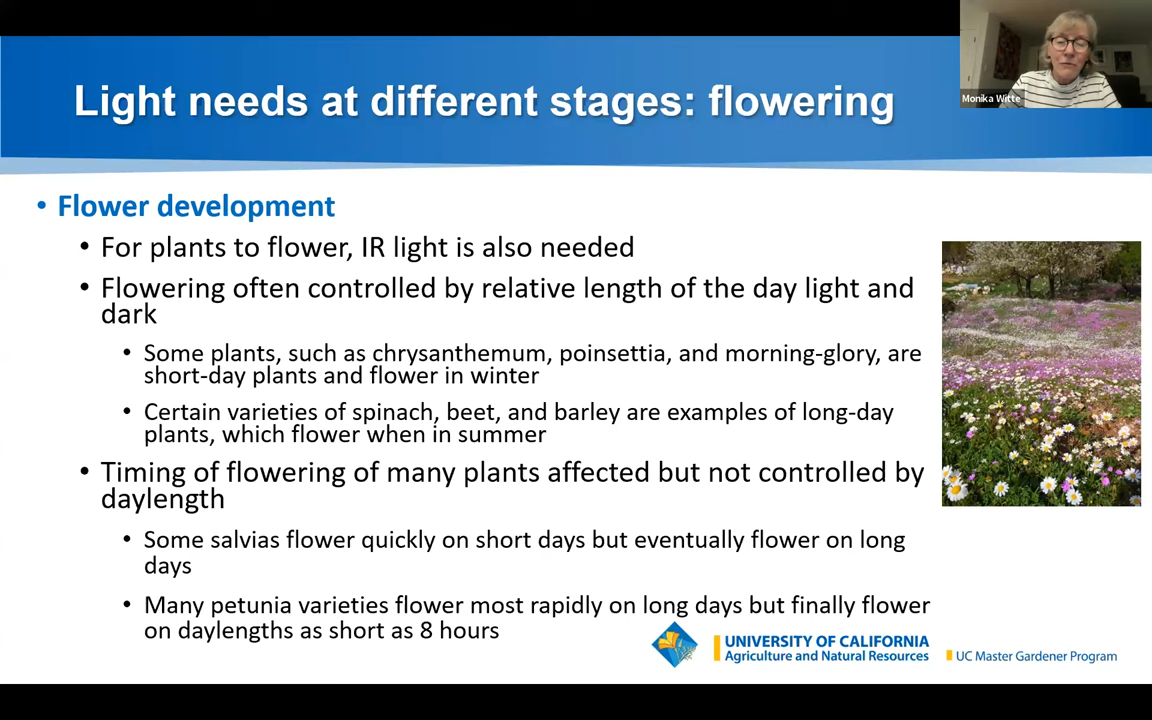 Light needs at different stages: flowering
Monika Witte
• Flower development
• For plants to flower, IR light is also needed
• Flowering often controlled by relative length of the day light and
dark
• Some plants, such as chrysanthemum, poinsettia, and morning-glory, are
short-day plants and flower in winter
• Certain varieties of spinach, beet, and barley are examples of long-day
plants, which flower when in summer
• Timing of flowering of many plants affected but not controlled by
daylength
• Some salvias flower quickly on short days but eventually flower on long
days
• Many petunia varieties flower most rapidly on long days but finally flower
on daylengths as short as 8 hours
UNIVERSITY OF CALIFORNIA
Agriculture and Natural Resources
UC Master Gardener Program